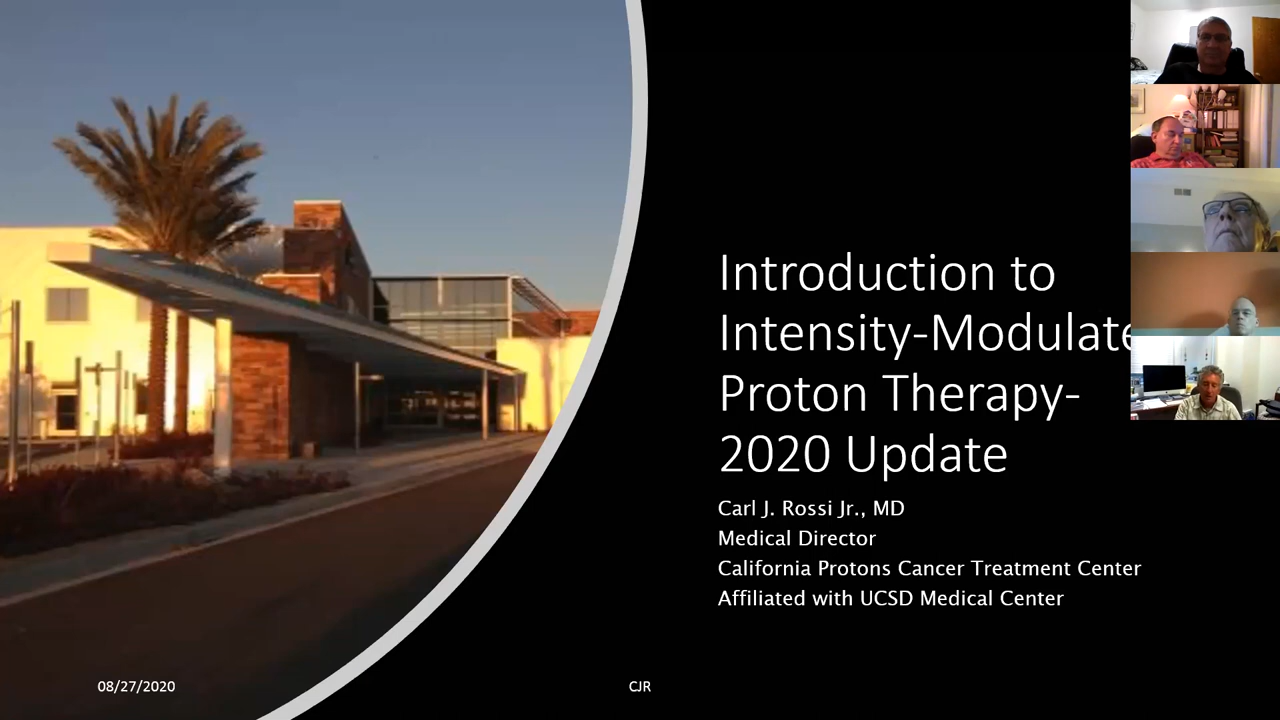 Introduction to
Intensity-Modulate
Proton Therapy-
2020 Update
Carl J. Rossi Jr., MD
Medical Director
California Protons Cancer Treatment Center
Affiliated with UCSD Medical Center
08/27/2020
CJR